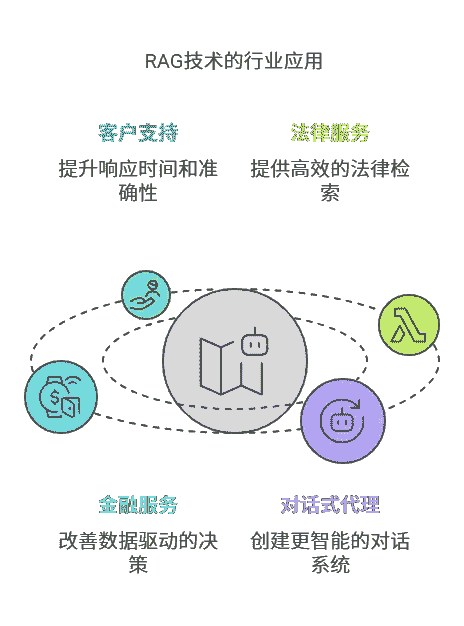 RAG技术的行业应用
客户支持
提升响应时间和准
确性
法律服务
提供高效的法律检
索
$
金融服务
改善数据驱动的决
策
对话式代理
创建更智能的对话
系统